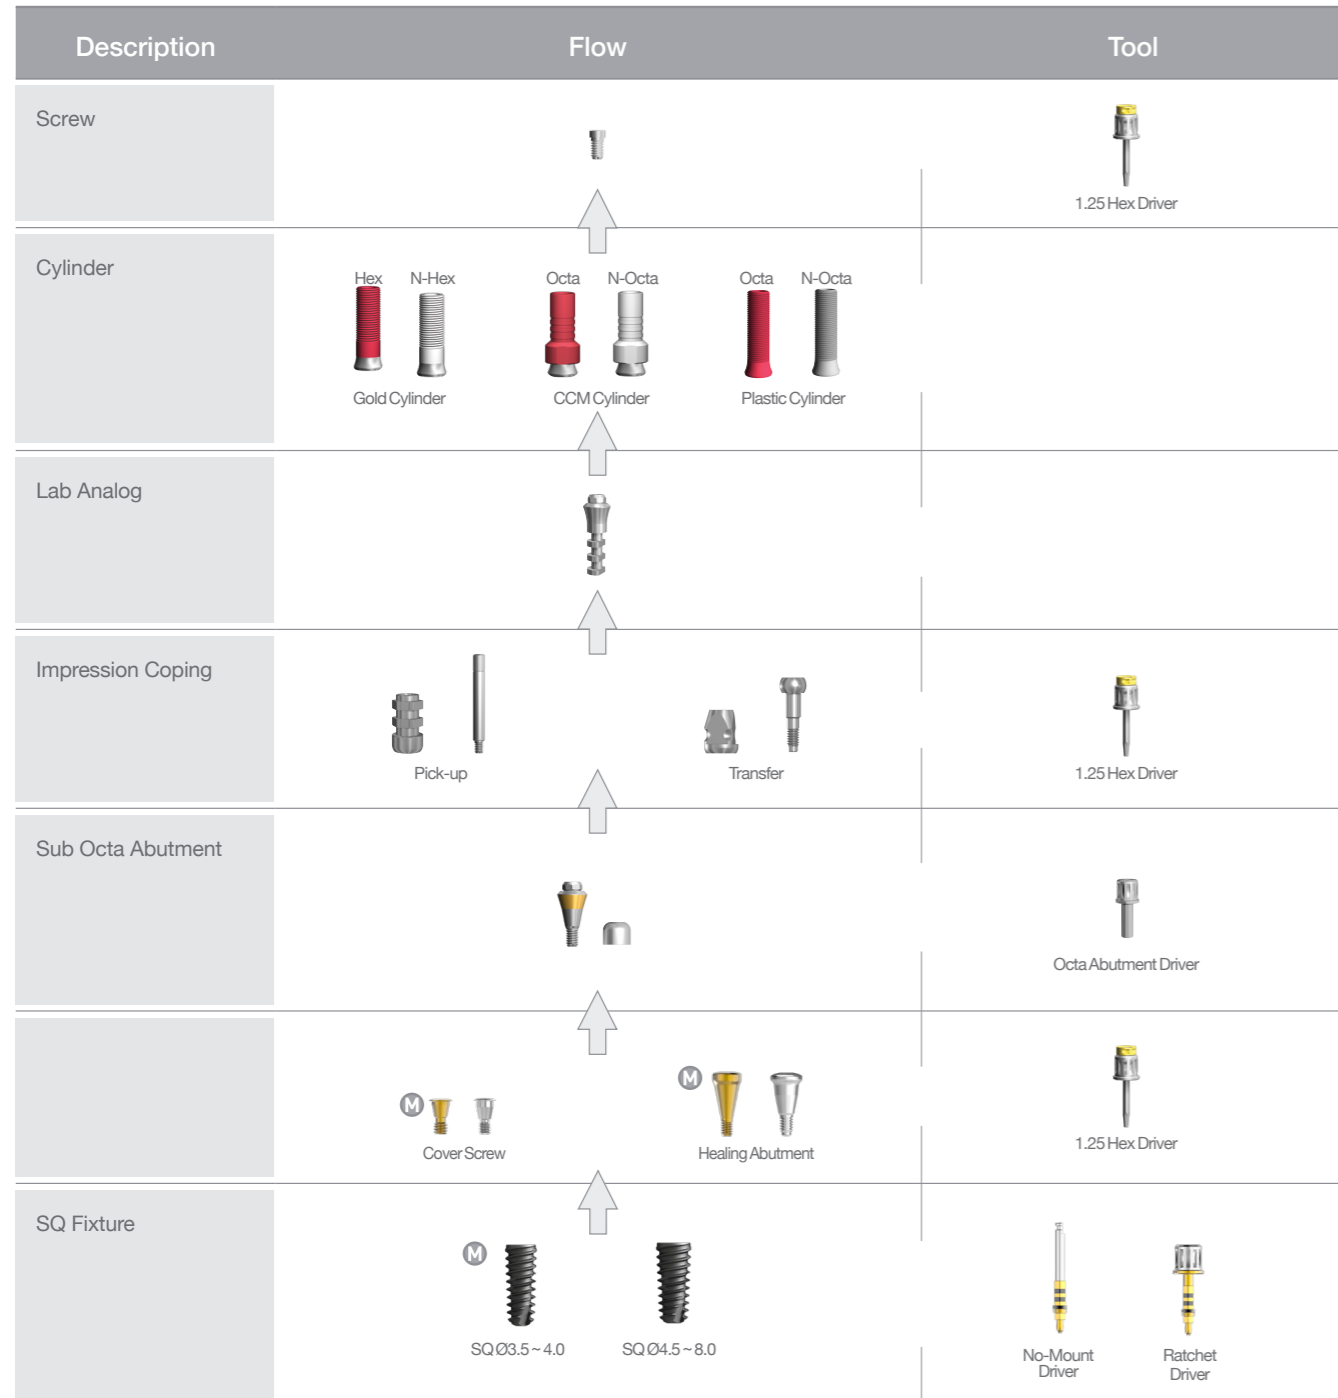 Description Flow Tool
Screw
1.25 Hex Driver
Cylinder
Hex N-Hex Octa N-Octa Octa N-Octa
Gold Cylinder CCM Cylinder Plastic Cylinder
Lab Analog
Impression Coping
Pick-up Transfer 1.25 Hex Driver
Sub Octa Abutment
Octa Abutment Driver
M
M
Cover Screw Healing Abutment 1.25 Hex Driver
SQ Fixture
M
SQ Ø3.5 ~ 4.0 SQ Ø4.5 ~ 8.0
No-Mount Ratchet
Driver Driver